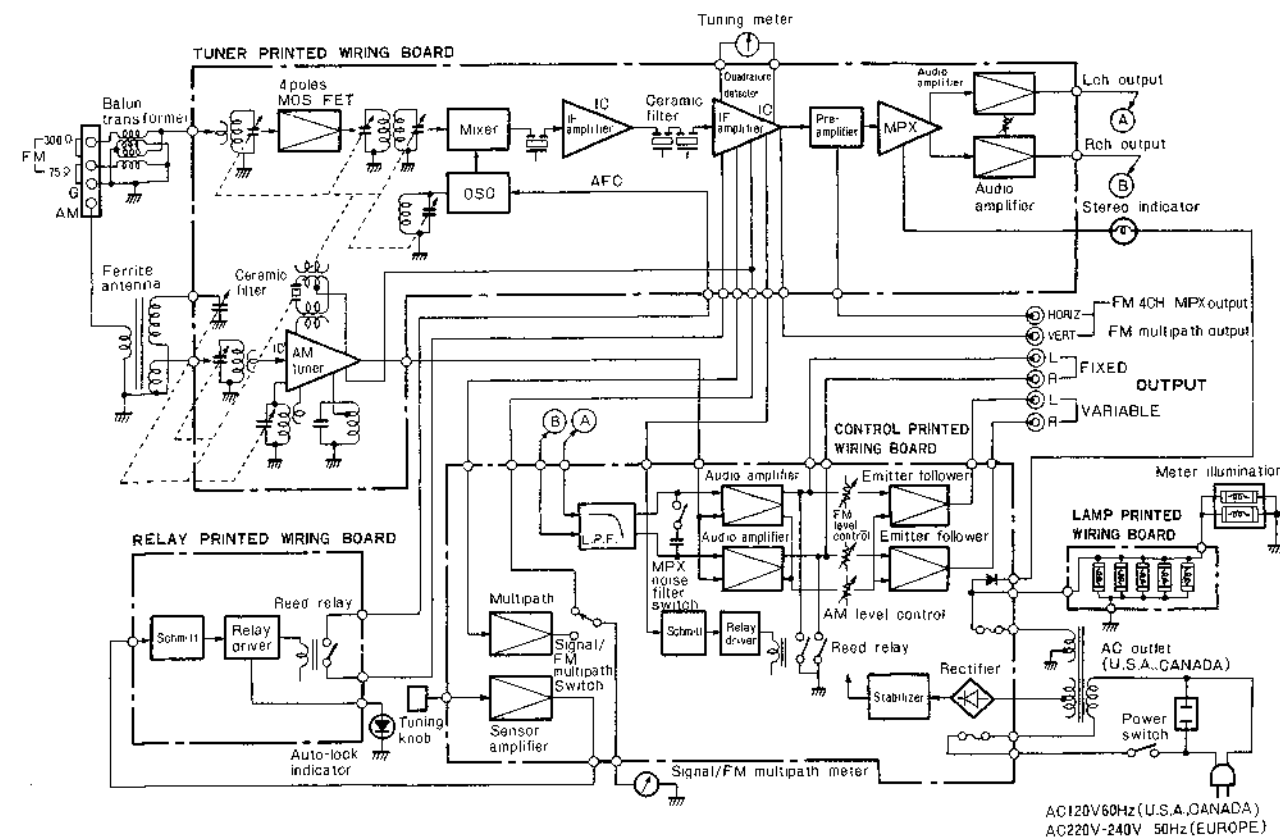 Tuning meter
TUNER PRINTED WIRING BOARD
Balun
transformer
4 poles
MOS FET
IC
IF
amplifier
Ceramic
filter
Quadrature
detector
IC
IF
amplifier
Audio
amplifier
Lch output
A
300Ω
FM
75Ω
G
AM
Mixer
Pre-
amplifier
MPX
Rch output
B
OSC
AFC
Audio
amplifier
Stereo indicator
Ferrite
antenna
Ceramic
filter
IC
AM
tuner
HORIZ
FM 4CH MPX output
VERT
FM multipath output
L
R
FIXED
OUTPUT
L
R
VARIABLE
B
A
CONTROL PRINTED
WIRING BOARD
Audio amplifier
Emitter follower
Meter illumination
L.P.F.
FM
level
control
LAMP PRINTED
WIRING BOARD
RELAY PRINTED WIRING BOARD
Audio amplifier
Emitter follower
MPX
noise
filter
switch
AM level control
Reed relay
Multipath
Schmitt
Relay
driver
Schmitt
Relay
driver
Reed relay
Signal/
FM
multipath
Switch
AC outlet
(U.S.A., CANADA)
Rectifier
Stabilizer
Tuning
knob
Sensor
amplifier
Power
switch
Auto-lock
indicator
Signal/FM multipath meter
AC120V60Hz (U.S.A., CANADA)
AC220V-240V 50Hz (EUROPE)